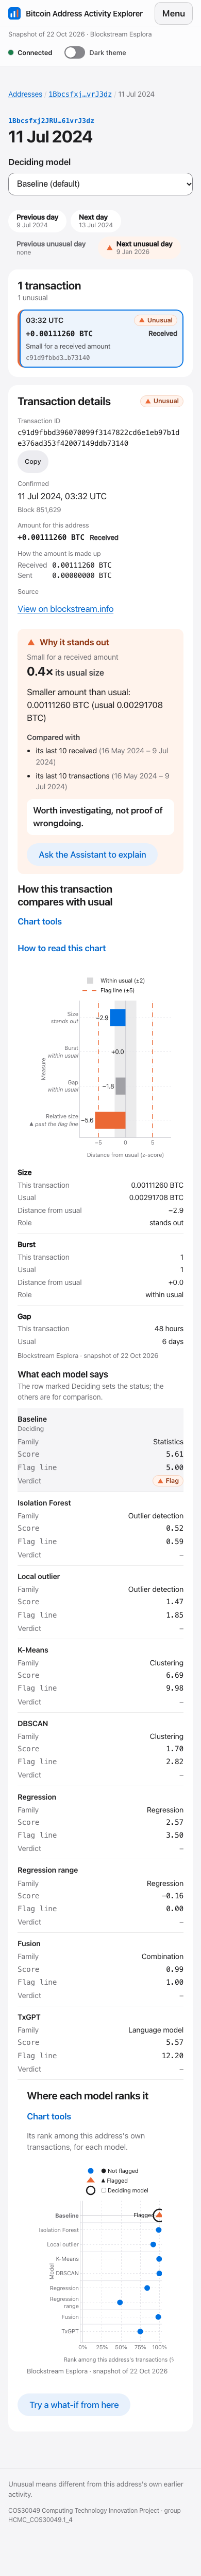 Bitcoin Address Activity Explorer
Menu
Snapshot of 22 Oct 2026 · Blockstream Esplora
Connected
Dark theme
Addresses / 1Bbcsfxj…vrJ3dz / 11 Jul 2024
1Bbcsfxj2JRU…61vrJ3dz
11 Jul 2024
Deciding model
Baseline (default)
Previous day
9 Jul 2024
Next day
13 Jul 2024
Previous unusual day
none
▲ Next unusual day
9 Jan 2026
1 transaction
1 unusual
03:32 UTC
▲ Unusual
+0.00111260 BTC
Received
Small for a received amount
c91d9fbbd3…b73140
Transaction details
▲ Unusual
Transaction ID
c91d9fbbd396070099f3147822cd6e1eb97b1d
e376ad353f42007149ddb73140
Copy
Confirmed
11 Jul 2024, 03:32 UTC
Block 851,629
Amount for this address
+0.00111260 BTC Received
How the amount is made up
Received 0.00111260 BTC
Sent 0.00000000 BTC
Source
View on blockstream.info
▲ Why it stands out
Small for a received amount
0.4× its usual size
Smaller amount than usual:
0.00111260 BTC (usual 0.00291708
BTC)
Compared with
• its last 10 received (16 May 2024 – 9 Jul
2024)
• its last 10 transactions (16 May 2024 – 9
Jul 2024)
Worth investigating, not proof of
wrongdoing.
Ask the Assistant to explain
How this transaction
compares with usual
Chart tools
How to read this chart
Within usual (±2)
Flag line (±5)
Size
stands out
−2.9
Burst
within usual
+0.0
Gap
within usual
−1.8
Relative size
▲ past the flag line
−5.6
Measure
−5
0
5
Distance from usual (z-score)
Size
This transaction 0.00111260 BTC
Usual 0.00291708 BTC
Distance from usual −2.9
Role stands out
Burst
This transaction 1
Usual 1
Distance from usual +0.0
Role within usual
Gap
This transaction 48 hours
Usual 6 days
Blockstream Esplora · snapshot of 22 Oct 2026
What each model says
The row marked Deciding sets the status; the
others are for comparison.
Baseline
Deciding
Family Statistics
Score 5.61
Flag line 5.00
Verdict ▲ Flag
Isolation Forest
Family Outlier detection
Score 0.52
Flag line 0.59
Verdict –
Local outlier
Family Outlier detection
Score 1.47
Flag line 1.85
Verdict –
K-Means
Family Clustering
Score 6.69
Flag line 9.98
Verdict –
DBSCAN
Family Clustering
Score 1.70
Flag line 2.82
Verdict –
Regression
Family Regression
Score 2.57
Flag line 3.50
Verdict –
Regression range
Family Regression
Score −0.16
Flag line 0.00
Verdict –
Fusion
Family Combination
Score 0.99
Flag line 1.00
Verdict –
TxGPT
Family Language model
Score 5.57
Flag line 12.20
Verdict –
Where each model ranks it
Chart tools
Its rank among this address's own
transactions, for each model.
● Not flagged
▲ Flagged
○ Deciding model
Baseline
Flagged
Isolation Forest
Local outlier
K-Means
DBSCAN
Regression
Regression
range
Fusion
TxGPT
Model
0%
25%
50%
75%
100%
Rank among this address's transactions (
Blockstream Esplora · snapshot of 22 Oct 2026
Try a what-if from here
Unusual means different from this address's own earlier
activity.
COS30049 Computing Technology Innovation Project · group
HCMC_COS30049.1_4